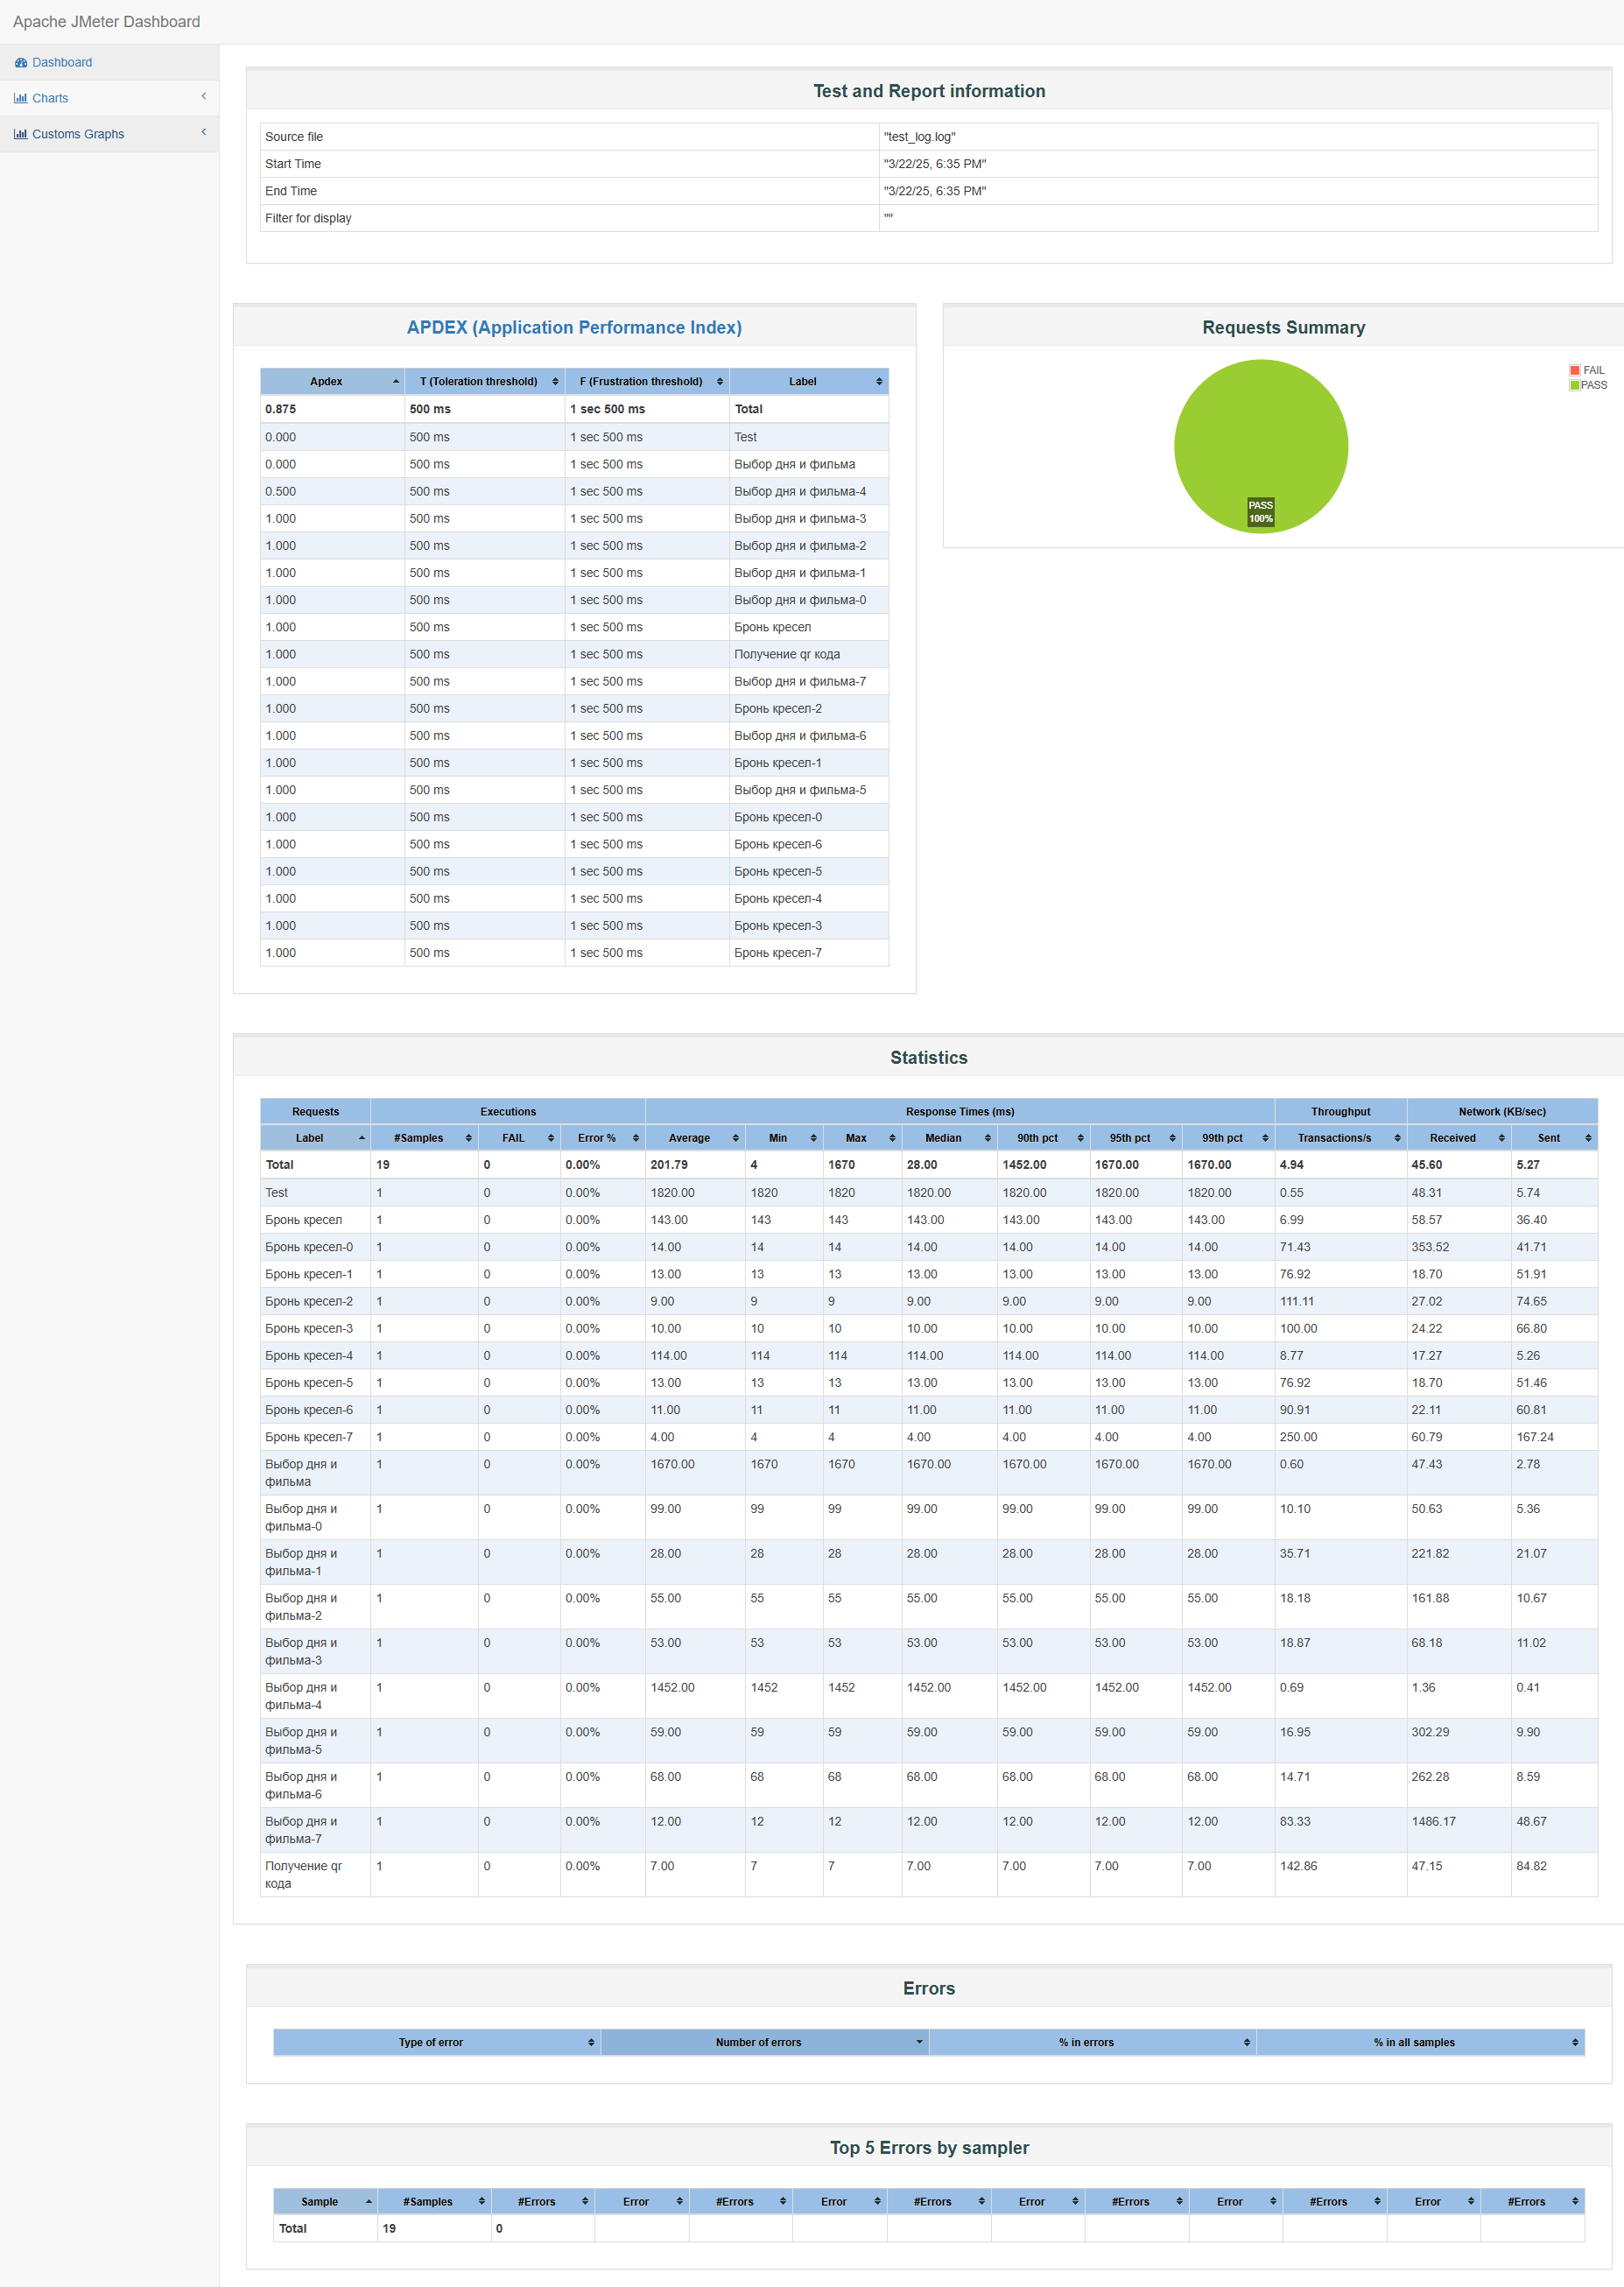 Apache JMeter Dashboard
Dashboard
Charts
Customs Graphs
Test and Report information
Source file "test_log.log"
Start Time "3/22/25, 6:35 PM"
End Time "3/22/25, 6:35 PM"
Filter for display ""
APDEX (Application Performance Index)
Apdex T (Toleration threshold) F (Frustration threshold) Label
0.875 500 ms 1 sec 500 ms Total
0.000 500 ms 1 sec 500 ms Test
0.000 500 ms 1 sec 500 ms Выбор дня и фильма
0.500 500 ms 1 sec 500 ms Выбор дня и фильма-4
1.000 500 ms 1 sec 500 ms Выбор дня и фильма-3
1.000 500 ms 1 sec 500 ms Выбор дня и фильма-2
1.000 500 ms 1 sec 500 ms Выбор дня и фильма-1
1.000 500 ms 1 sec 500 ms Выбор дня и фильма-0
1.000 500 ms 1 sec 500 ms Бронь кресел
1.000 500 ms 1 sec 500 ms Получение qr кода
1.000 500 ms 1 sec 500 ms Выбор дня и фильма-7
1.000 500 ms 1 sec 500 ms Бронь кресел-2
1.000 500 ms 1 sec 500 ms Выбор дня и фильма-6
1.000 500 ms 1 sec 500 ms Бронь кресел-1
1.000 500 ms 1 sec 500 ms Выбор дня и фильма-5
1.000 500 ms 1 sec 500 ms Бронь кресел-0
1.000 500 ms 1 sec 500 ms Бронь кресел-6
1.000 500 ms 1 sec 500 ms Бронь кресел-5
1.000 500 ms 1 sec 500 ms Бронь кресел-4
1.000 500 ms 1 sec 500 ms Бронь кресел-3
1.000 500 ms 1 sec 500 ms Бронь кресел-7
Requests Summary
FAIL
PASS
PASS
100%
Statistics
Requests Executions Response Times (ms) Throughput Network (KB/sec)
Label #Samples FAIL Error % Average Min Max Median 90th pct 95th pct 99th pct Transactions/s Received Sent
Total 19 0 0.00% 201.79 4 1670 28.00 1452.00 1670.00 1670.00 4.94 45.60 5.27
Test 1 0 0.00% 1820.00 1820 1820 1820.00 1820.00 1820.00 1820.00 0.55 48.31 5.74
Бронь кресел 1 0 0.00% 143.00 143 143 143.00 143.00 143.00 143.00 6.99 58.57 36.40
Бронь кресел-0 1 0 0.00% 14.00 14 14 14.00 14.00 14.00 14.00 71.43 353.52 41.71
Бронь кресел-1 1 0 0.00% 13.00 13 13 13.00 13.00 13.00 13.00 76.92 18.70 51.91
Бронь кресел-2 1 0 0.00% 9.00 9 9 9.00 9.00 9.00 9.00 111.11 27.02 74.65
Бронь кресел-3 1 0 0.00% 10.00 10 10 10.00 10.00 10.00 10.00 100.00 24.22 66.80
Бронь кресел-4 1 0 0.00% 114.00 114 114 114.00 114.00 114.00 114.00 8.77 17.27 5.26
Бронь кресел-5 1 0 0.00% 13.00 13 13 13.00 13.00 13.00 13.00 76.92 18.70 51.46
Бронь кресел-6 1 0 0.00% 11.00 11 11 11.00 11.00 11.00 11.00 90.91 22.11 60.81
Бронь кресел-7 1 0 0.00% 4.00 4 4 4.00 4.00 4.00 4.00 250.00 60.79 167.24
Выбор дня и 1 0 0.00% 1670.00 1670 1670 1670.00 1670.00 1670.00 1670.00 0.60 47.43 2.78
фильма
Выбор дня и 1 0 0.00% 99.00 99 99 99.00 99.00 99.00 99.00 10.10 50.63 5.36
фильма-0
Выбор дня и 1 0 0.00% 28.00 28 28 28.00 28.00 28.00 28.00 35.71 221.82 21.07
фильма-1
Выбор дня и 1 0 0.00% 55.00 55 55 55.00 55.00 55.00 55.00 18.18 161.88 10.67
фильма-2
Выбор дня и 1 0 0.00% 53.00 53 53 53.00 53.00 53.00 53.00 18.87 68.18 11.02
фильма-3
Выбор дня и 1 0 0.00% 1452.00 1452 1452 1452.00 1452.00 1452.00 1452.00 0.69 1.36 0.41
фильма-4
Выбор дня и 1 0 0.00% 59.00 59 59 59.00 59.00 59.00 59.00 16.95 302.29 9.90
фильма-5
Выбор дня и 1 0 0.00% 68.00 68 68 68.00 68.00 68.00 68.00 14.71 262.28 8.59
фильма-6
Выбор дня и 1 0 0.00% 12.00 12 12 12.00 12.00 12.00 12.00 83.33 1486.17 48.67
фильма-7
Получение qr 1 0 0.00% 7.00 7 7 7.00 7.00 7.00 7.00 142.86 47.15 84.82
кода
Errors
Type of error Number of errors % in errors % in all samples
Top 5 Errors by sampler
Sample #Samples #Errors Error #Errors Error #Errors Error #Errors Error #Errors Error #Errors
Total 19 0